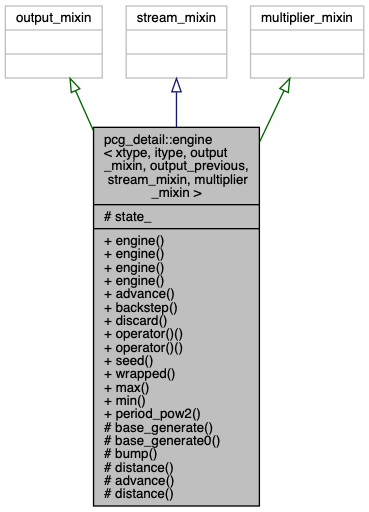 output_mixin
stream_mixin
multiplier_mixin
pcg_detail::engine
< xtype, itype, output
_mixin, output_previous,
stream_mixin, multiplier
_mixin >
# state_
+ engine()
+ engine()
+ engine()
+ engine()
+ advance()
+ backstep()
+ discard()
+ operator()()
+ operator()()
+ seed()
+ wrapped()
+ max()
+ min()
+ period_pow2()
# base_generate()
# base_generate0()
# bump()
# distance()
# advance()
# distance()